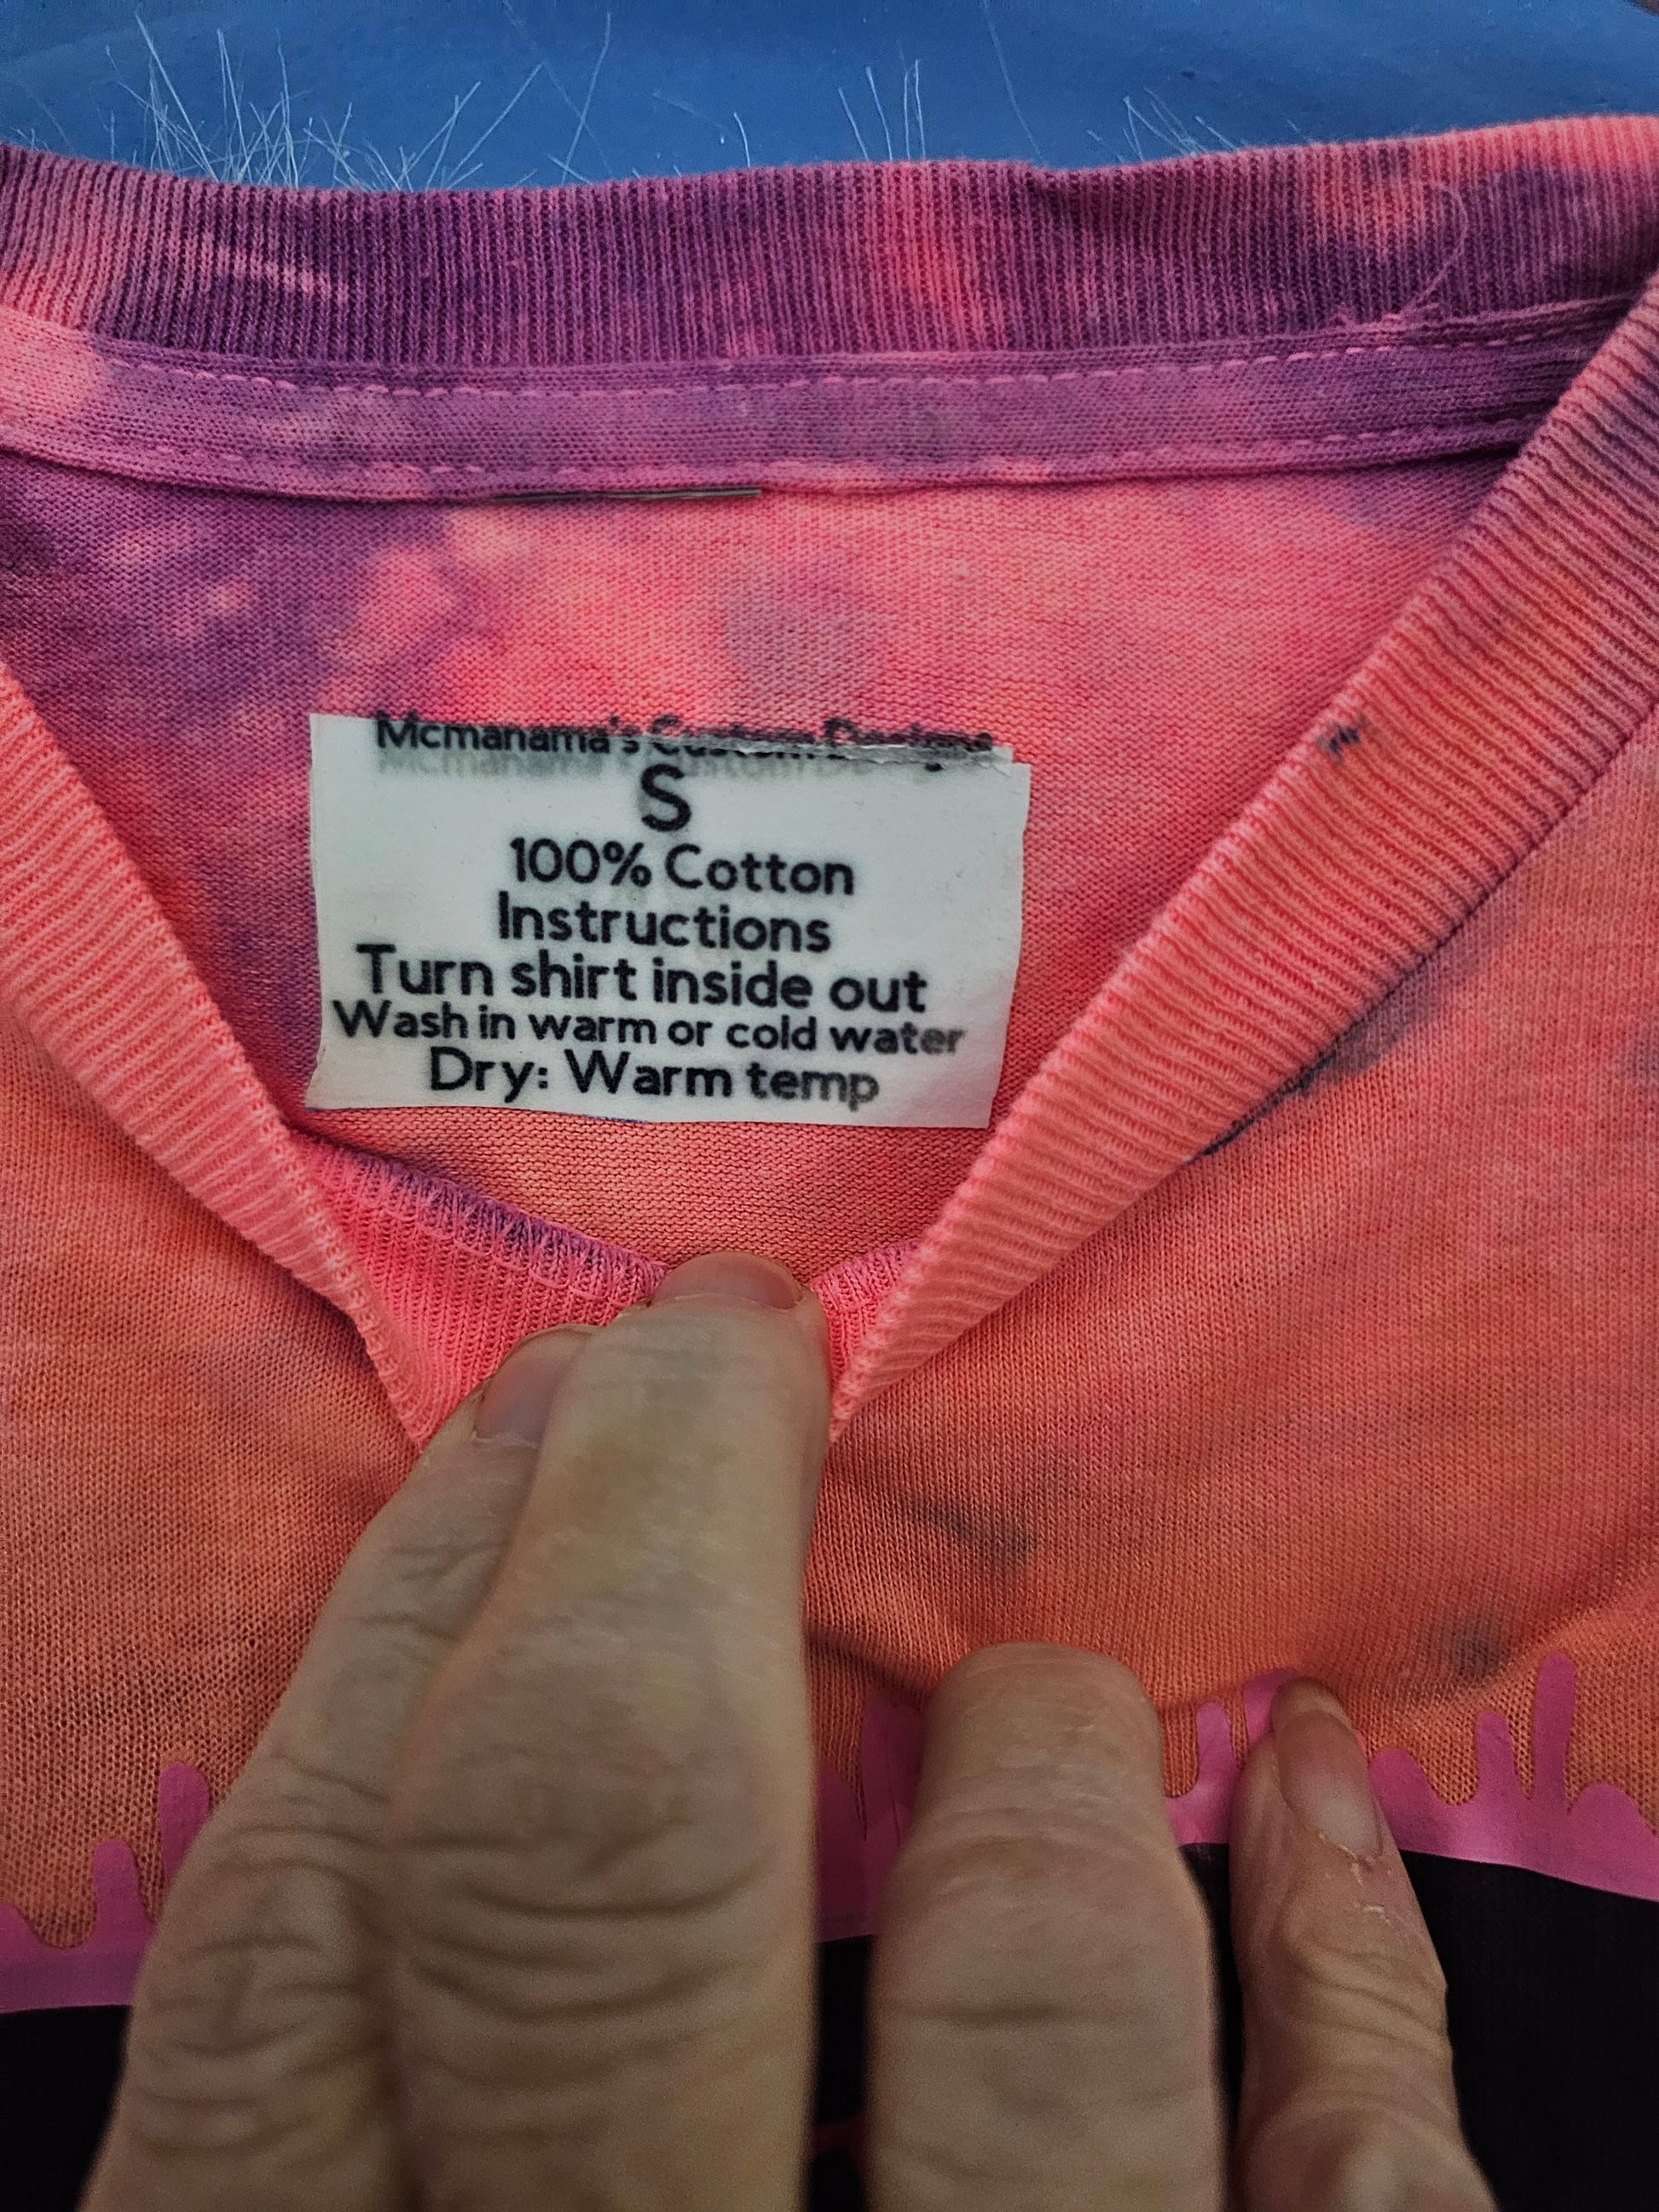 Mcmanama's Custom Designs
S
100% Cotton
Instructions
Turn shirt inside out
Wash in warm or cold water
Dry: Warm temp